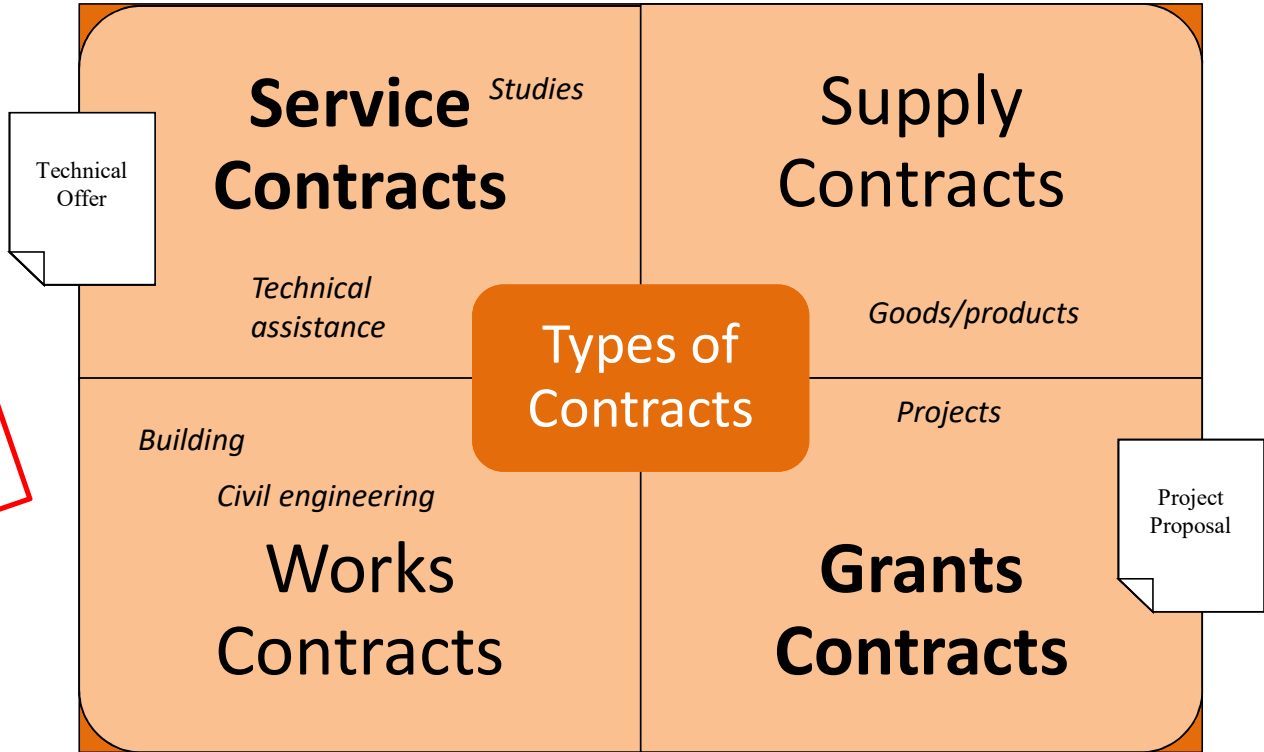 Service
Contracts
Studies
Technical
Offer
Technical
assistance
Supply
Contracts
Goods/products
Types of
Contracts
Building
Civil engineering
Works
Contracts
Projects
Project
Proposal
Grants
Contracts